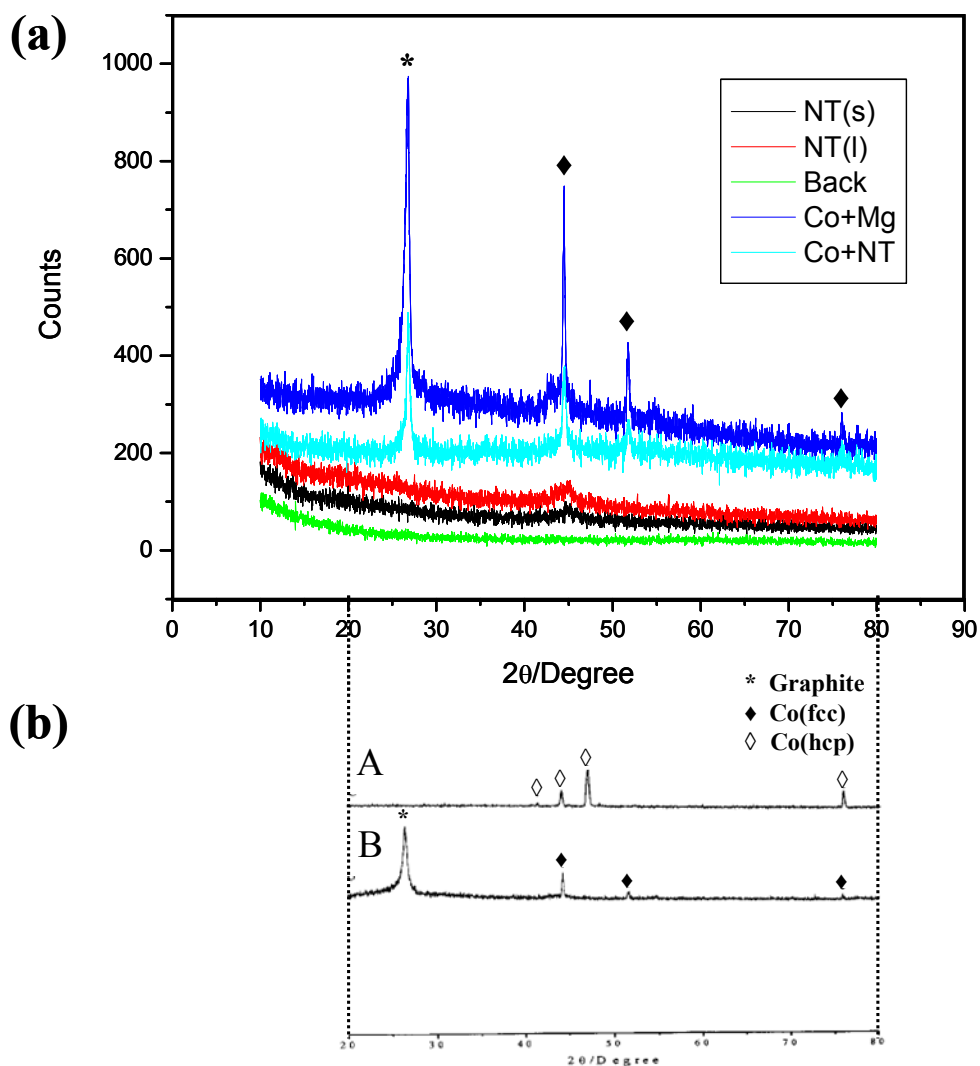 (a)
1000
800
600
400
200
0
Counts
*
◆
◆
◆
NT(s)
NT(l)
Back
Co+Mg
Co+NT
0 10 20 30 40 50 60 70 80 90
2θ/Degree
* Graphite
◆ Co(fcc)
◇ Co(hcp)
(b)
A
◇ ◇ ◇ ◇
B
* ◆ ◆ ◆
20 30 40 50 60 70 80
2θ/Degree